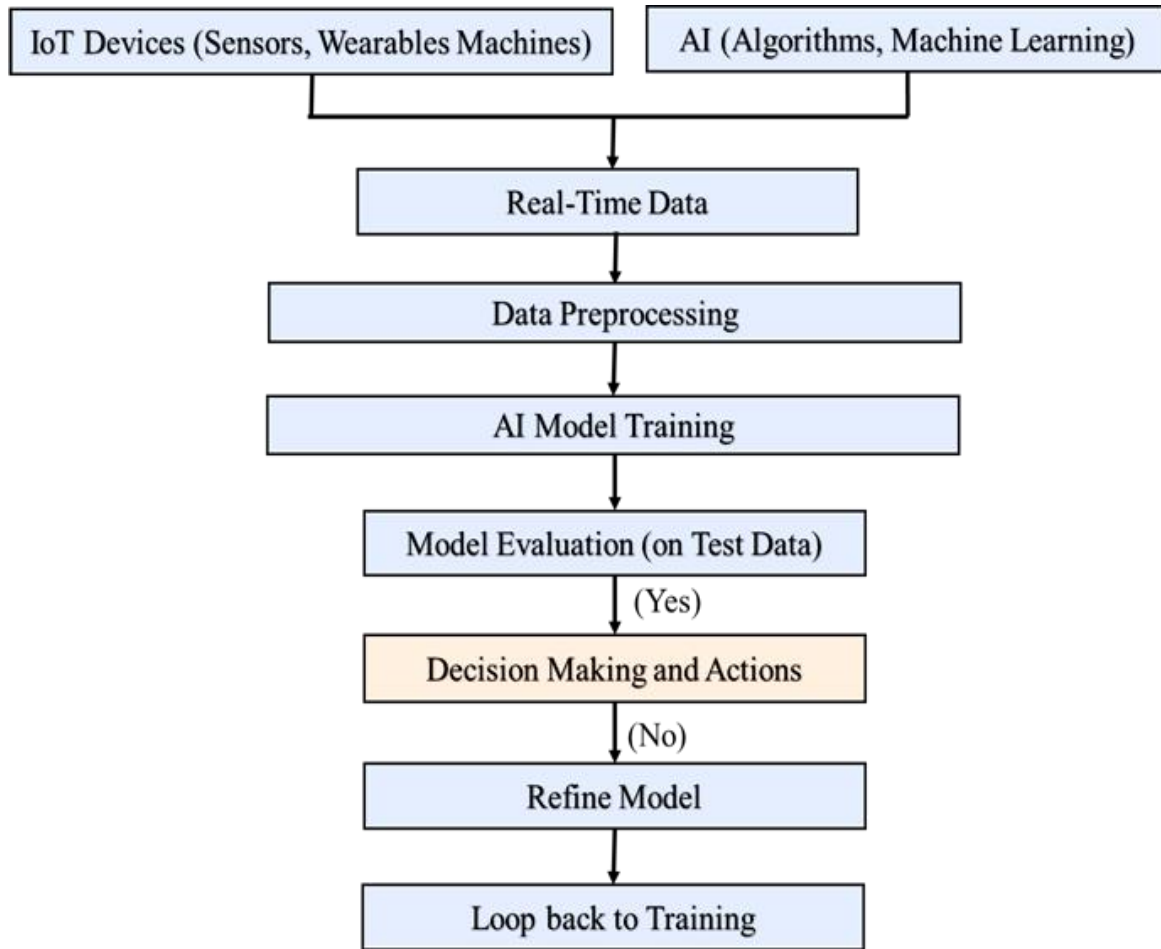 IoT Devices (Sensors, Wearables Machines)
AI (Algorithms, Machine Learning)
Real-Time Data
Data Preprocessing
AI Model Training
Model Evaluation (on Test Data)
(Yes)
Decision Making and Actions
(No)
Refine Model
Loop back to Training